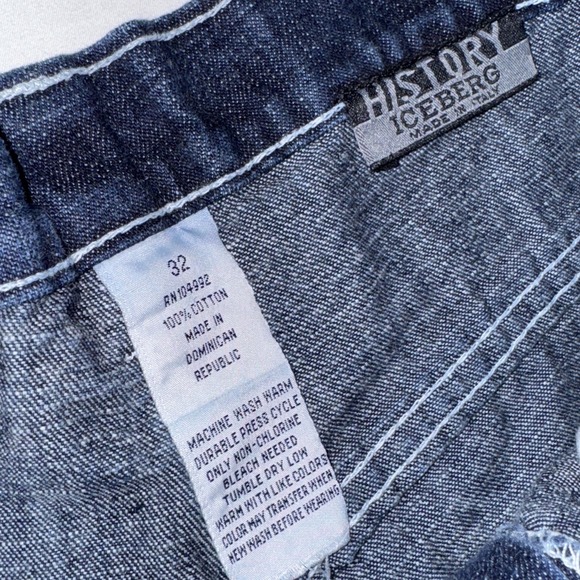 HISTORY
ICEBERG
MADE IN ITALY
32
RN104992
100% COTTON
MADE IN
DOMINICAN
REPUBLIC
MACHINE WASH WARM
DURABLE PRESS CYCLE
ONLY NON-CHLORINE
BLEACH NEEDED
TUMBLE DRY LOW
WARM WITH LIKE COLORS
COLOR MAY TRANSFER WHEN
NEW WASH BEFORE WEARING